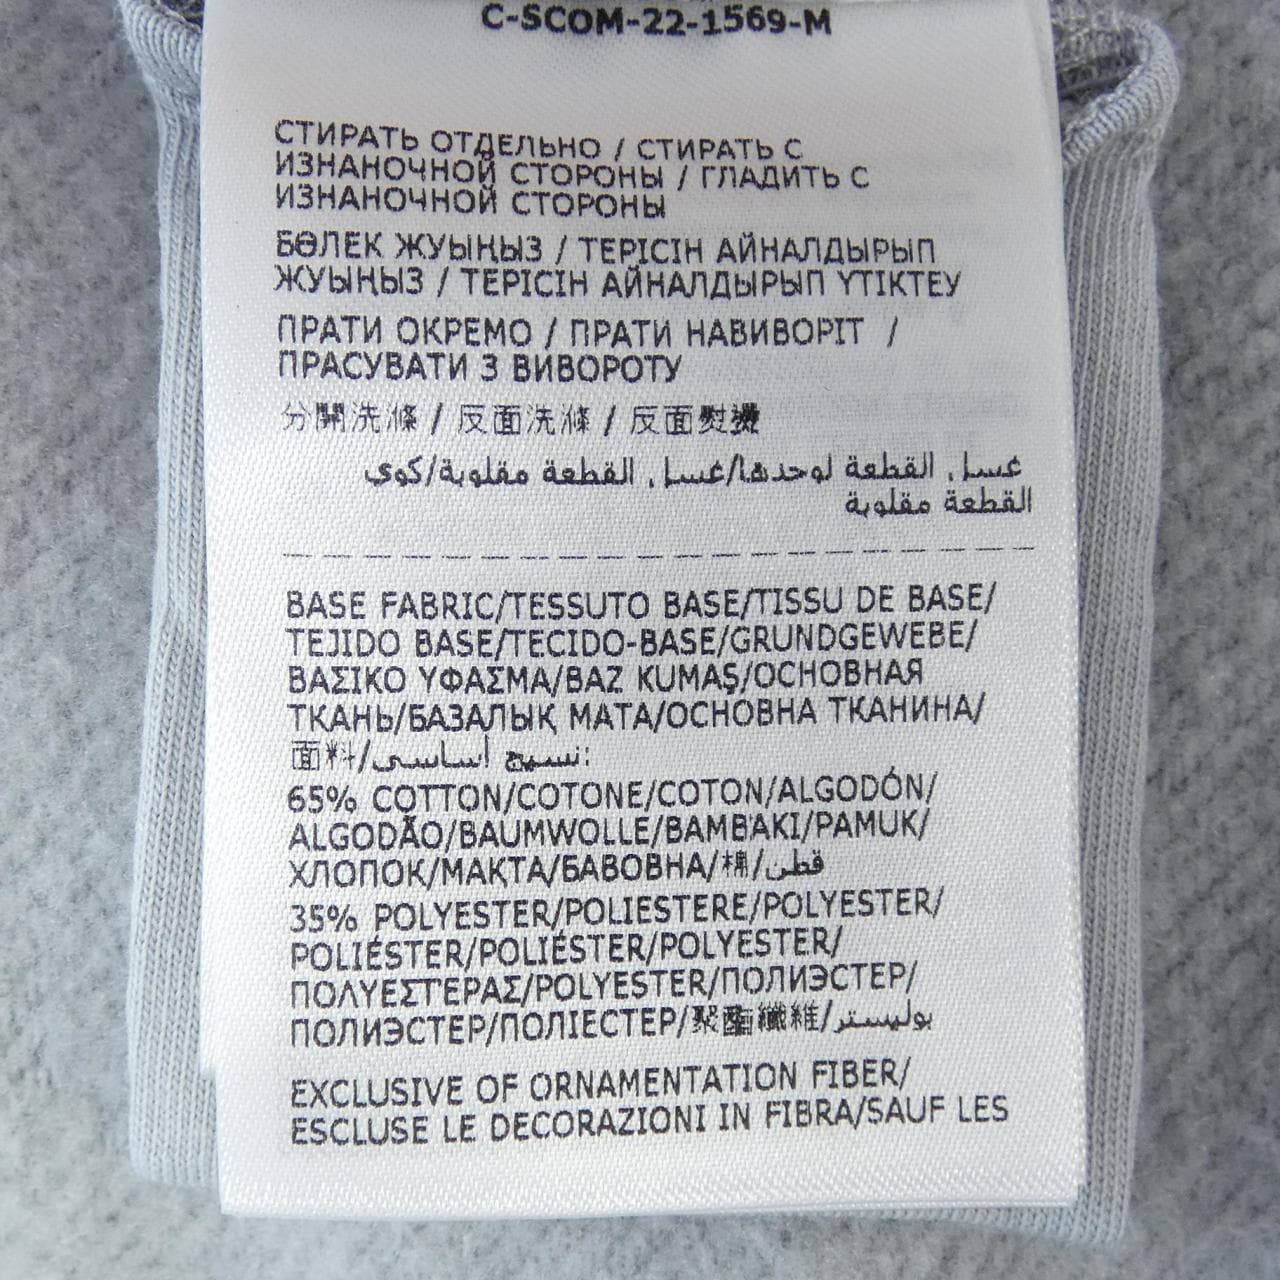 C-SCOM-22-1569-M
СТИРАТЬ ОТДЕЛЬНО / СТИРАТЬ С
ИЗНАНОЧНОЙ СТОРОНЫ / ГЛАДИТЬ С
ИЗНАНОЧНОЙ СТОРОНЫ
БӨЛЕК ЖУЫҢЫЗ / ТЕРІСІН АЙНАЛДЫРЫП
ЖУЫҢЫЗ / ТЕРІСІН АЙНАЛДЫРЫП ҮТІКТЕУ
ПРАТИ ОКРЕМО / ПРАТИ НАВИВОРІТ /
ПРАСУВАТИ З ВИВОРОТУ
分開洗滌 / 反面洗滌 / 反面熨燙
غسل القطعة لوحدها/غسل القطعة مقلوبة/كوي
القطعة مقلوبة
BASE FABRIC/TESSUTO BASE/TISSU DE BASE/
TEJIDO BASE/TECIDO-BASE/GRUNDGEWEBE/
ΒΑΣΙΚΟ ΥΦΑΣΜΑ/BAZ KUMAŞ/ОСНОВНАЯ
ТКАНЬ/БАЗАЛЫҚ МАТА/ОСНОВНА ТКАНИНА/
面料/نسيج أساسي:
65% COTTON/COTONE/COTON/ALGODÓN/
ALGODÃO/BAUMWOLLE/ΒΑΜΒΑΚΙ/PAMUK/
ХЛОПОК/МАҚТА/БАВОВНА/棉/قطن
35% POLYESTER/POLIESTERE/POLYESTER/
POLIÉSTER/POLIÉSTER/POLYESTER/
ΠΟΛΥΕΣΤΕΡΑΣ/POLYESTER/ПОЛИЭСТЕР/
ПОЛИЭСТЕР/ПОЛІЕСТЕР/聚酯纖維/بوليستر
EXCLUSIVE OF ORNAMENTATION FIBER/
ESCLUSE LE DECORAZIONI IN FIBRA/SAUF LES